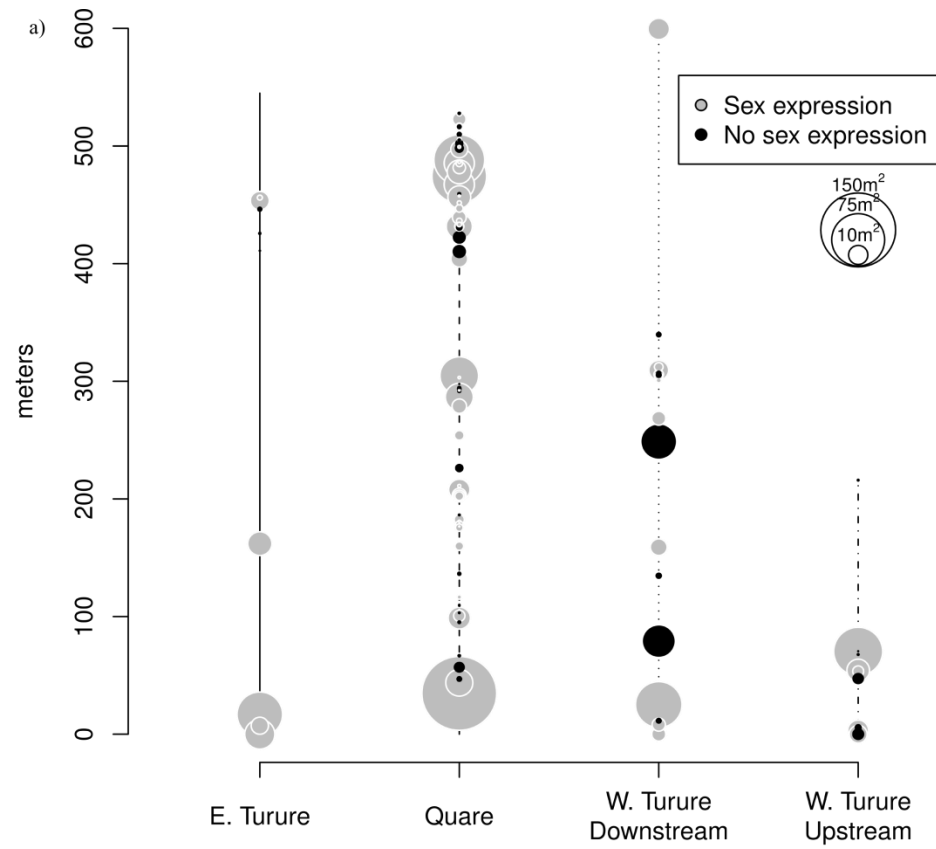 a)
600
500
400
300
200
100
0
meters
Sex expression
No sex expression
150m²
75m²
10m²
E. Turure
Quare
W. Turure
Downstream
W. Turure
Upstream